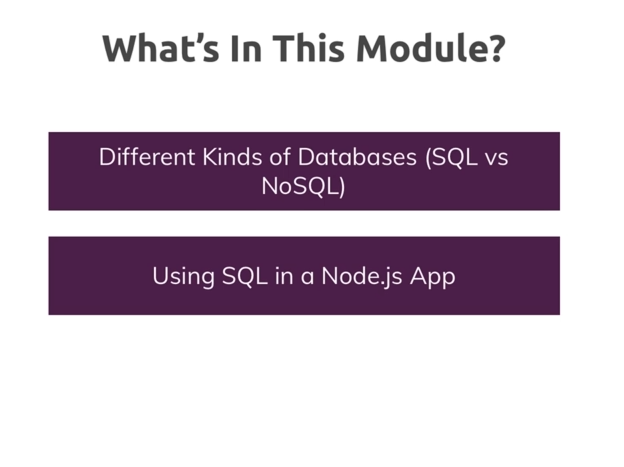 What’s In This Module?
Different Kinds of Databases (SQL vs
NoSQL)
Using SQL in a Node.js App